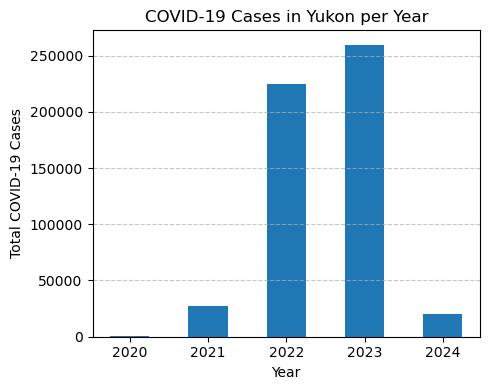 COVID-19 Cases in Yukon per Year
Total COVID-19 Cases
250000
200000
150000
100000
50000
0
2020 2021 2022 2023 2024
Year